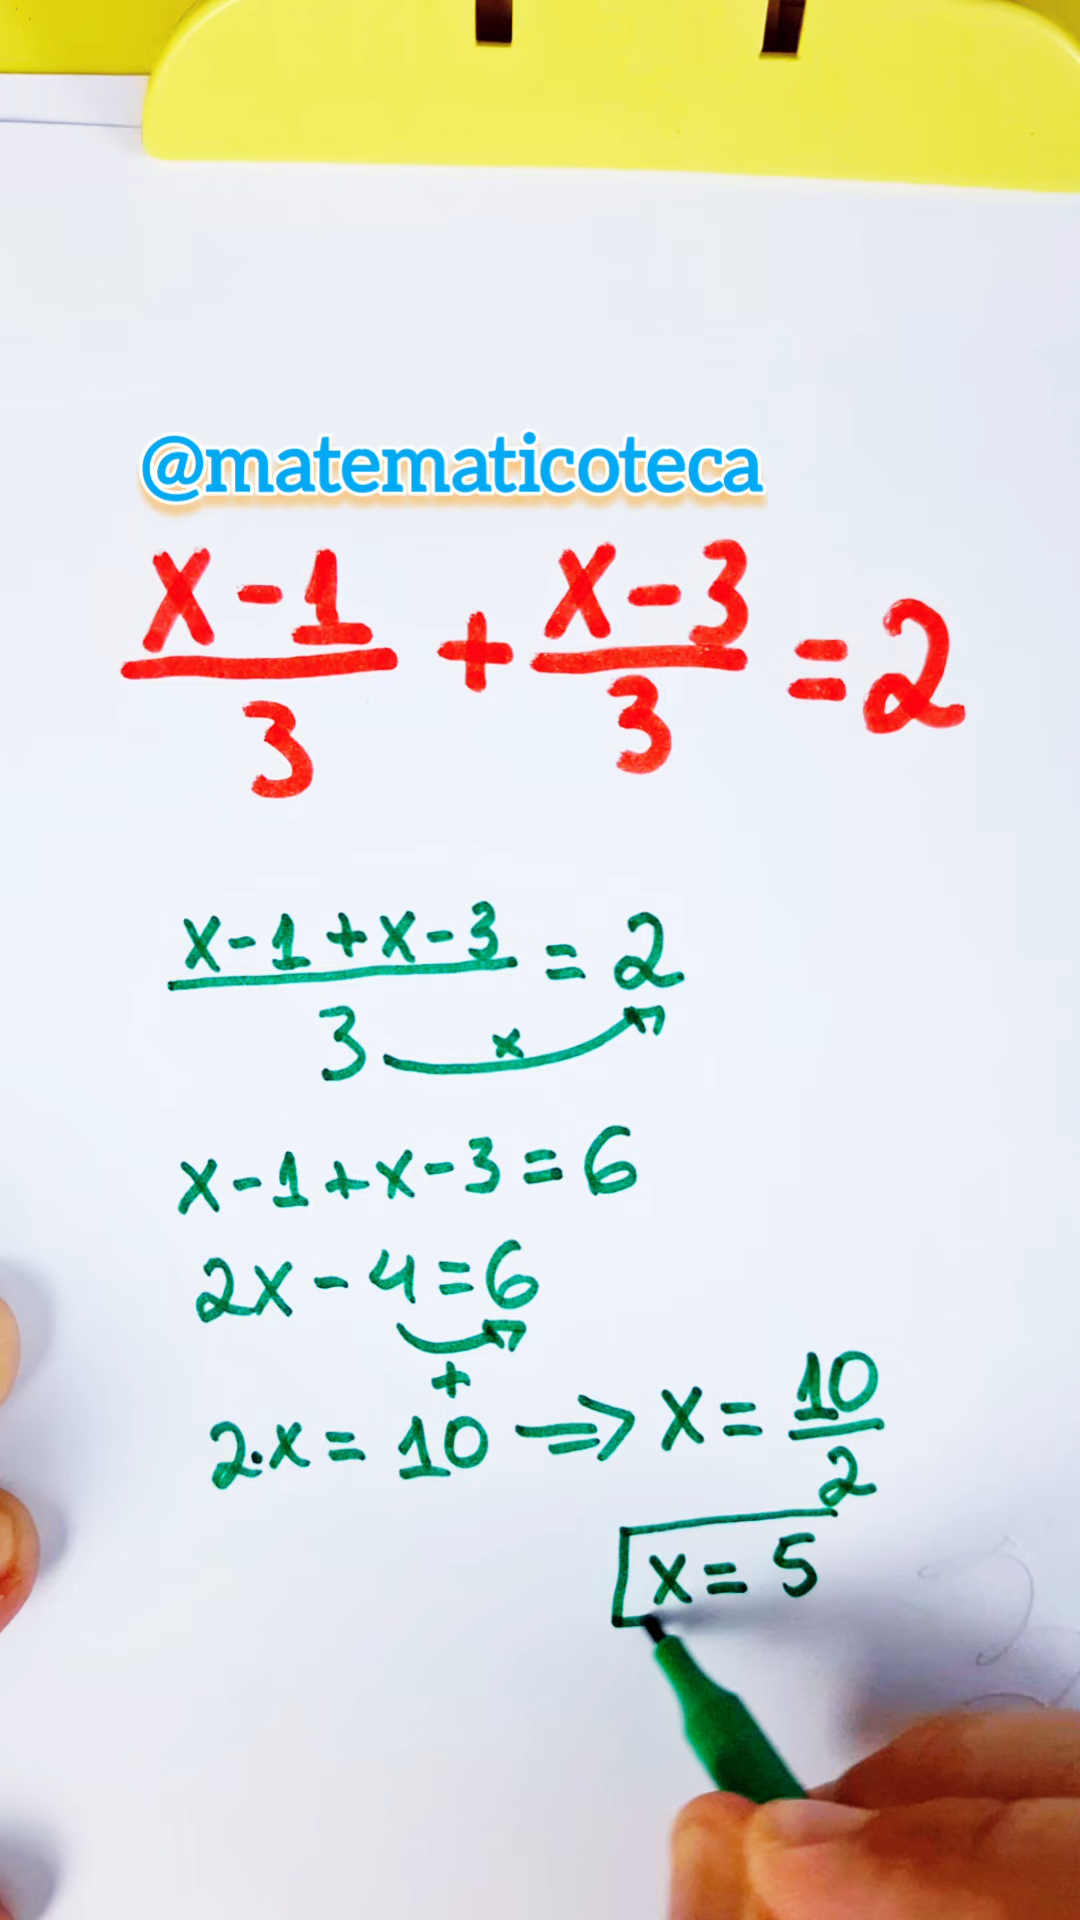 @matematicoteca
x-1/3 + x-3/3 = 2
x-1+x-3/3 = 2
x
x-1+x-3=6
2x-4=6
+
2·x=10 => x=10/2
x=5